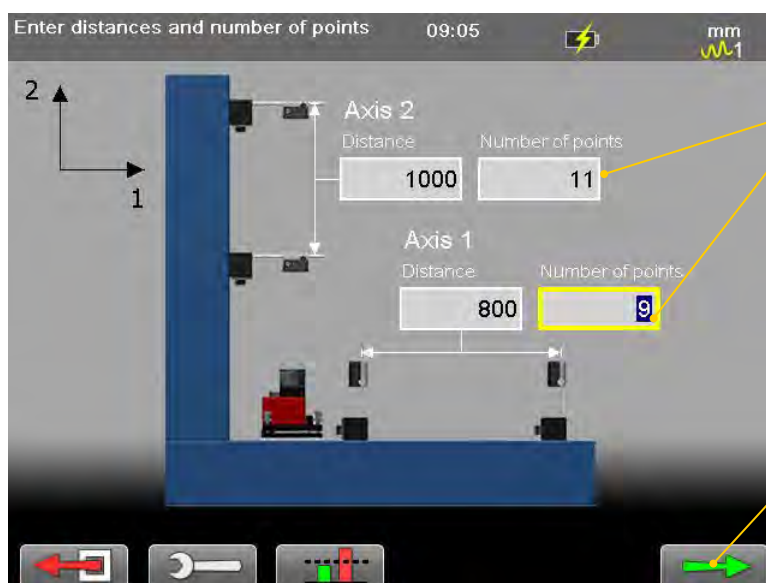 Enter distances and number of points 09:05 mm
1
2
1
Axis 2
Distance Number of points
1000 11
Axis 1
Distance Number of points
800 9